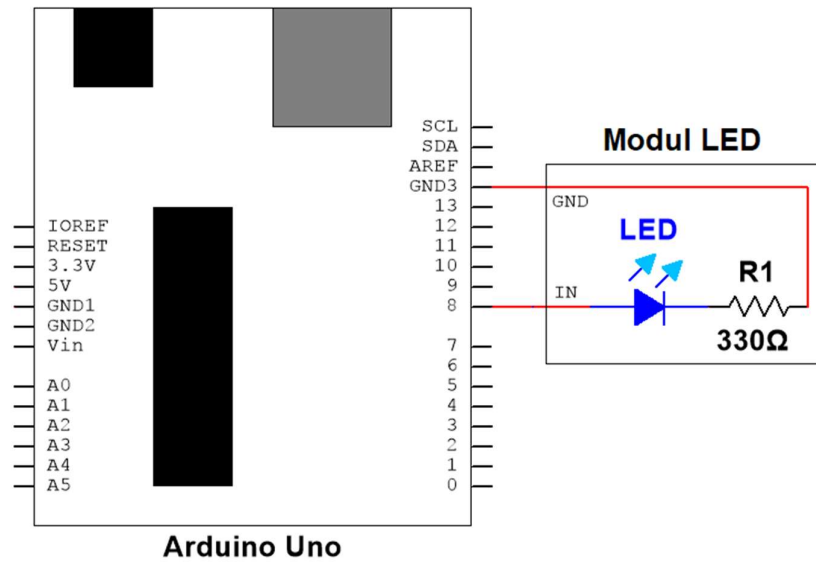 SCL
SDA
AREF
GND3
13
12
11
10
9
8
7
6
5
4
3
2
1
0
IOREF
RESET
3.3V
5V
GND1
GND2
Vin
A0
A1
A2
A3
A4
A5
Arduino Uno
Modul LED
GND
LED
IN
R1
330Ω